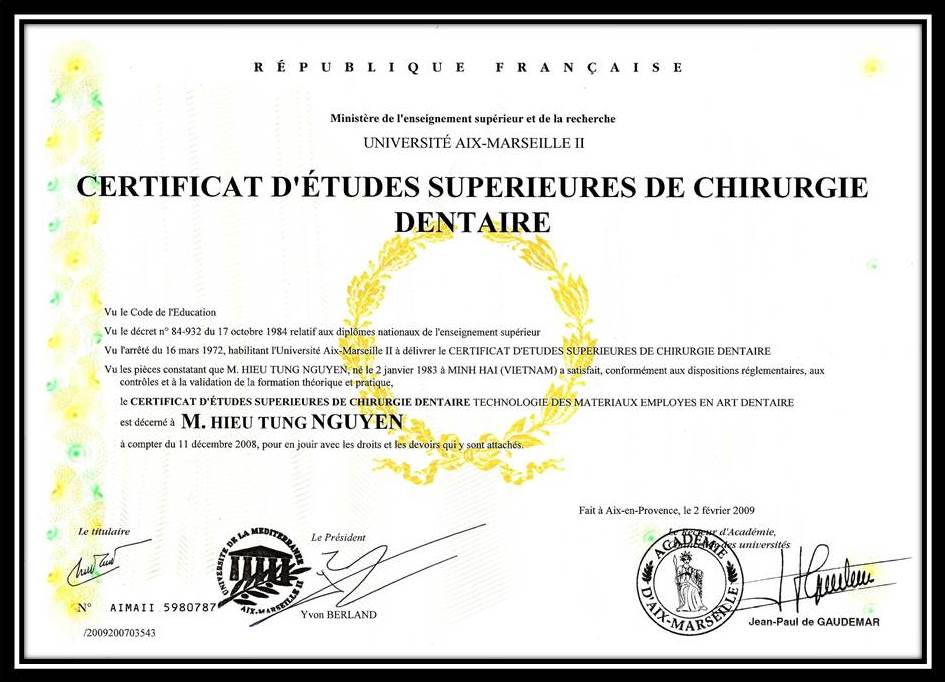 RÉPUBLIQUE FRANÇAISE
Ministère de l'enseignement supérieur et de la recherche
UNIVERSITÉ AIX-MARSEILLE II
CERTIFICAT D'ÉTUDES SUPERIEURES DE CHIRURGIE
DENTAIRE
Vu le Code de l'Education
Vu le décret n° 84-932 du 17 octobre 1984 relatif aux diplômes nationaux de l'enseignement supérieur
Vu l'arrêté du 16 mars 1972, habilitant l'Université Aix-Marseille II à délivrer le CERTIFICAT D'ETUDES SUPERIEURES DE CHIRURGIE DENTAIRE
Vu les pièces constatant que M. HIEU TUNG NGUYEN, né le 2 janvier 1983 à MINH HAI (VIETNAM) a satisfait, conformément aux dispositions réglementaires, aux
contrôles et à la validation de la formation théorique et pratique,
le CERTIFICAT D'ÉTUDES SUPERIEURES DE CHIRURGIE DENTAIRE TECHNOLOGIE DES MATERIAUX EMPLOYES EN ART DENTAIRE
est décerné à M. HIEU TUNG NGUYEN
à compter du 11 décembre 2008, pour en jouir avec les droits et les devoirs qui y sont attachés.
Fait à Aix-en-Provence, le 2 février 2009
Le titulaire
UNIVERSITE DE LA MEDITERRANEE
AIX-MARSEILLE II
Le Président
Yvon BERLAND
Le Recteur d'Académie,
des universités
ACADÉMIE
D'AIX-MARSEILLE
Jean-Paul de GAUDEMAR
N° AIMAII 5980787
/2009200703543